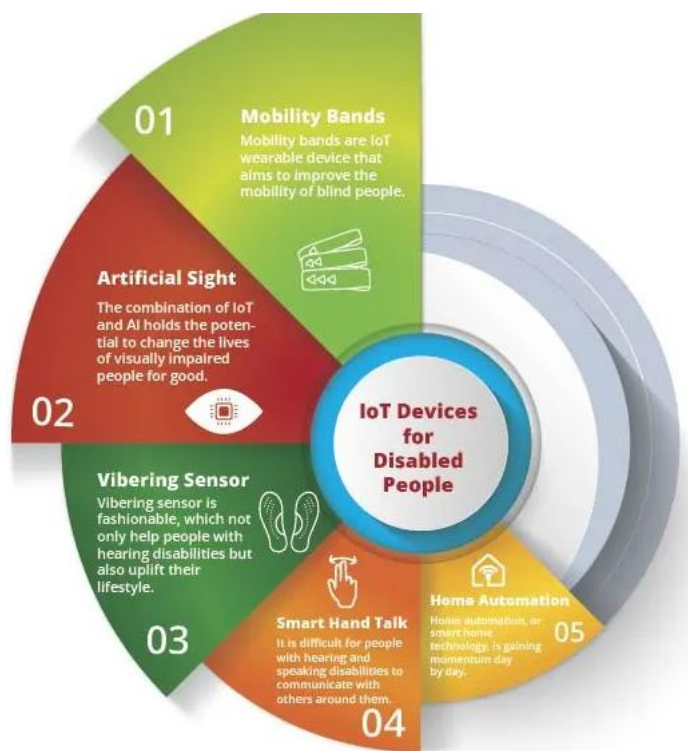 01
Mobility Bands
Mobility bands are IoT
wearable device that
aims to improve the
mobility of blind people.
Artificial Sight
The combination of IoT
and AI holds the poten-
tial to change the lives
of visually impaired
people for good.
02
Vibering Sensor
Vibering sensor is
fashionable, which not
only help people with
hearing disabilities but
also uplift their
lifestyle.
03
Smart Hand Talk
It is difficult for people
with hearing and
speaking disabilities to
communicate with
others around them.
04
Home Automation
Home automation, or
smart home
technology, is gaining
momentum day
by day.
05
IoT Devices
for
Disabled
People